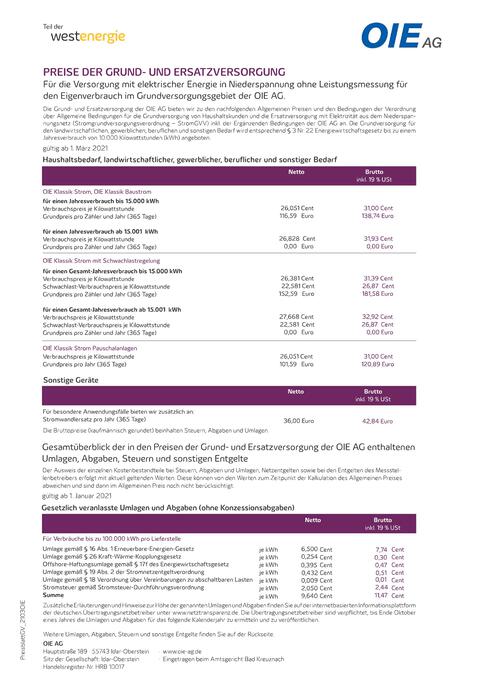 Teil der
westenergie
OIE AG
PREISE DER GRUND- UND ERSATZVERSORGUNG
Für die Versorgung mit elektrischer Energie in Niederspannung ohne Leistungsmessung für
den Eigenverbrauch im Grundversorgungsgebiet der OIE AG.
Die Grund- und Ersatzversorgung der OIE AG bieten wir zu den nachfolgenden Allgemeinen Preisen und den Bedingungen der Verordnung
über Allgemeine Bedingungen für die Grundversorgung von Haushaltskunden und die Ersatzversorgung mit Elektrizität aus dem Niederspan-
nungsnetz (Stromgrundversorgungsverordnung – StromGVV) inkl. der Ergänzenden Bedingungen der OIE AG an. Die Grundversorgung für
den landwirtschaftlichen, gewerblichen, beruflichen und sonstigen Bedarf wird entsprechend § 3 Nr. 22 Energiewirtschaftsgesetz bis zu einem
Jahresverbrauch von 10.000 Kilowattstunden (kWh) angeboten.
gültig ab 1. März 2021
Haushaltsbedarf, landwirtschaftlicher, gewerblicher, beruflicher und sonstiger Bedarf
Netto Brutto
inkl. 19 % USt
OIE Klassik Strom, OIE Klassik Baustrom
für einen Jahresverbrauch bis 15.000 kWh
Verbrauchspreis je Kilowattstunde 26,051 Cent 31,00 Cent
Grundpreis pro Zähler und Jahr (365 Tage) 116,59 Euro 138,74 Euro
für einen Jahresverbrauch ab 15.001 kWh
Verbrauchspreis je Kilowattstunde 26,828 Cent 31,93 Cent
Grundpreis pro Zähler und Jahr (365 Tage) 0,00 Euro 0,00 Euro
OIE Klassik Strom mit Schwachlastregelung
für einen Gesamt-Jahresverbrauch bis 15.000 kWh
Verbrauchspreis je Kilowattstunde 26,381 Cent 31,39 Cent
Schwachlast-Verbrauchspreis je Kilowattstunde 22,581 Cent 26,87 Cent
Grundpreis pro Zähler und Jahr (365 Tage) 152,59 Euro 181,58 Euro
für einen Gesamt-Jahresverbrauch ab 15.001 kWh
Verbrauchspreis je Kilowattstunde 27,668 Cent 32,92 Cent
Schwachlast-Verbrauchspreis je Kilowattstunde 22,581 Cent 26,87 Cent
Grundpreis pro Zähler und Jahr (365 Tage) 0,00 Euro 0,00 Euro
OIE Klassik Strom Pauschalanlagen
Verbrauchspreis je Kilowattstunde 26,051 Cent 31,00 Cent
Grundpreis pro Jahr (365 Tage) 101,59 Euro 120,89 Euro
Sonstige Geräte
Netto Brutto
inkl. 19 % USt
Für besondere Anwendungsfälle bieten wir zusätzlich an:
Stromwandlersatz pro Jahr (365 Tage) 36,00 Euro 42,84 Euro
Die Bruttopreise (kaufmännisch gerundet) beinhalten Steuern, Abgaben und Umlagen.
Gesamtüberblick der in den Preisen der Grund- und Ersatzversorgung der OIE AG enthaltenen
Umlagen, Abgaben, Steuern und sonstigen Entgelte
Der Ausweis der einzelnen Kostenbestandteile bei Steuern, Abgaben und Umlagen, Netzentgelten sowie bei den Entgelten des Messstel-
lenbetreibers erfolgt mit aktuell geltenden Werten. Diese können von den Werten zum Zeitpunkt der Kalkulation des Allgemeinen Preises
abweichen und sind dann im Allgemeinen Preis noch nicht berücksichtigt.
gültig ab 1. Januar 2021
Gesetzlich veranlasste Umlagen und Abgaben (ohne Konzessionsabgaben)
Netto Brutto
inkl. 19 % USt
Für Verbräuche bis zu 100.000 kWh pro Lieferstelle
Umlage gemäß § 16 Abs. 1 Erneuerbare-Energien-Gesetz je kWh 6,500 Cent 7,74 Cent
Umlage gemäß § 26 Kraft-Wärme-Kopplungsgesetz je kWh 0,254 Cent 0,30 Cent
Offshore-Haftungsumlage gemäß § 17f des Energiewirtschaftsgesetz je kWh 0,395 Cent 0,47 Cent
Umlage gemäß § 19 Abs. 2 der Stromnetzentgeltverordnung je kWh 0,432 Cent 0,51 Cent
Umlage gemäß § 18 Verordnung über Vereinbarungen zu abschaltbaren Lasten je kWh 0,009 Cent 0,01 Cent
Stromsteuer gemäß Stromsteuer-Durchführungsverordnung je kWh 2,050 Cent 2,44 Cent
Summe je kWh 9,640 Cent 11,47 Cent
Zusätzliche Erläuterungen und Hinweise zur Höhe der genannten Umlagen und Abgaben finden Sie auf der internetbasierten Informationsplattform
der deutschen Übertragungsnetzbetreiber unter www.netztransparenz.de. Die Übertragungsnetzbetreiber sind verpflichtet, bis Ende Oktober
eines Jahres die Umlagen und Abgaben für das folgende Kalenderjahr zu ermitteln und zu veröffentlichen.
Weitere Umlagen, Abgaben, Steuern und sonstige Entgelte finden Sie auf der Rückseite.
OIE AG
Hauptstraße 189 · 55743 Idar-Oberstein · www.oie-ag.de
Sitz der Gesellschaft: Idar-Oberstein · Eingetragen beim Amtsgericht Bad Kreuznach
Handelsregister-Nr. HRB 10017